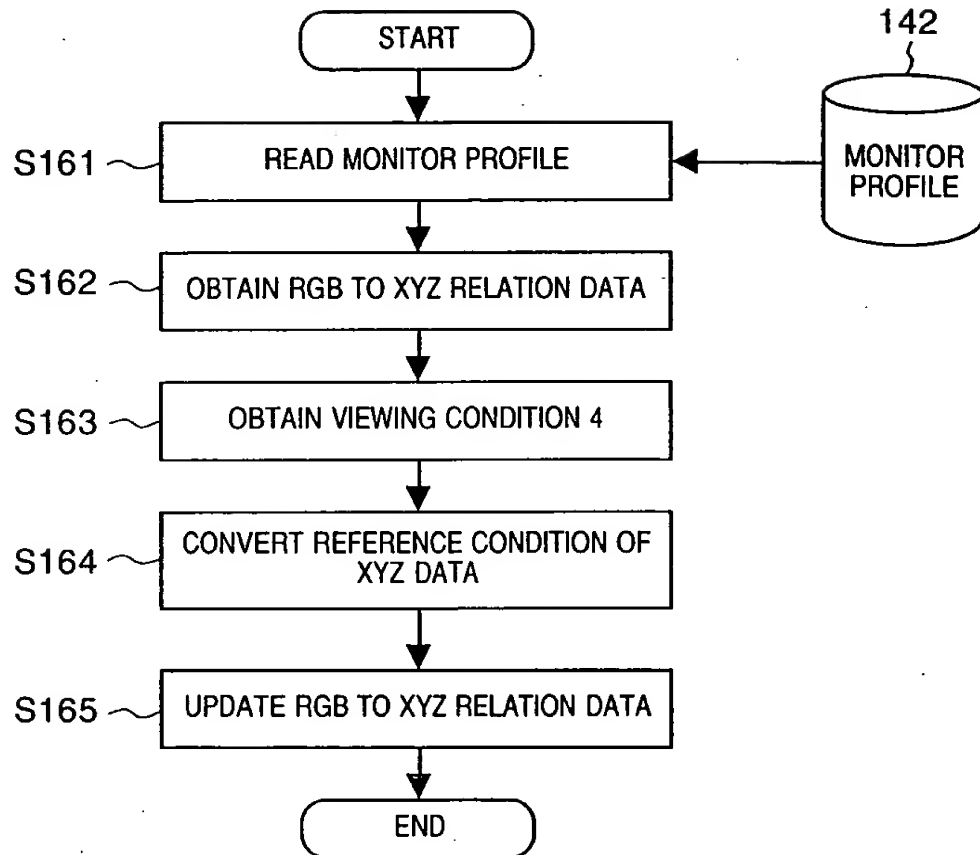 START
142
S161
READ MONITOR PROFILE
MONITOR
PROFILE
S162
OBTAIN RGB TO XYZ RELATION DATA
S163
OBTAIN VIEWING CONDITION 4
S164
CONVERT REFERENCE CONDITION OF
XYZ DATA
S165
UPDATE RGB TO XYZ RELATION DATA
END